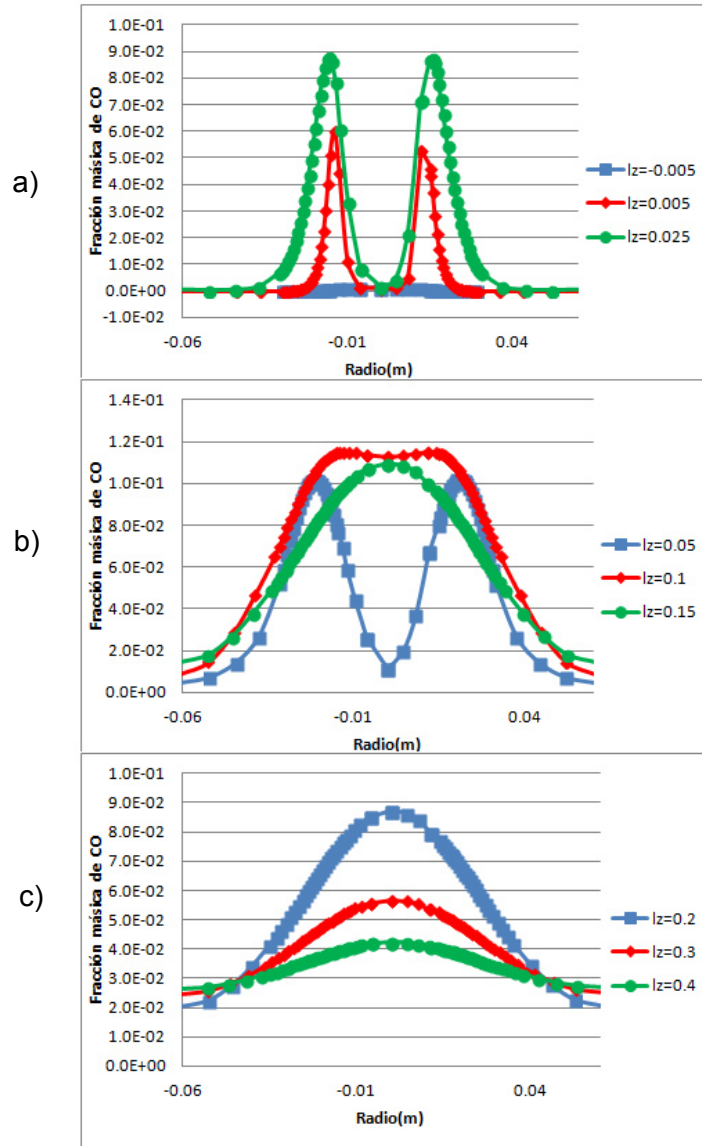 a)
Fracción másica de CO
1.0E-01
9.0E-02
8.0E-02
7.0E-02
6.0E-02
5.0E-02
4.0E-02
3.0E-02
2.0E-02
1.0E-02
0.0E+00
-1.0E-02
-0.06
-0.01
0.04
Radio(m)
lz=-0.005
lz=0.005
lz=0.025
b)
Fracción másica de CO
1.4E-01
1.2E-01
1.0E-01
8.0E-02
6.0E-02
4.0E-02
2.0E-02
0.0E+00
-0.06
-0.01
0.04
Radio(m)
lz=0.05
lz=0.1
lz=0.15
c)
Fracción másica de CO
1.0E-01
9.0E-02
8.0E-02
7.0E-02
6.0E-02
5.0E-02
4.0E-02
3.0E-02
2.0E-02
1.0E-02
0.0E+00
-0.06
-0.01
0.04
Radio(m)
lz=0.2
lz=0.3
lz=0.4